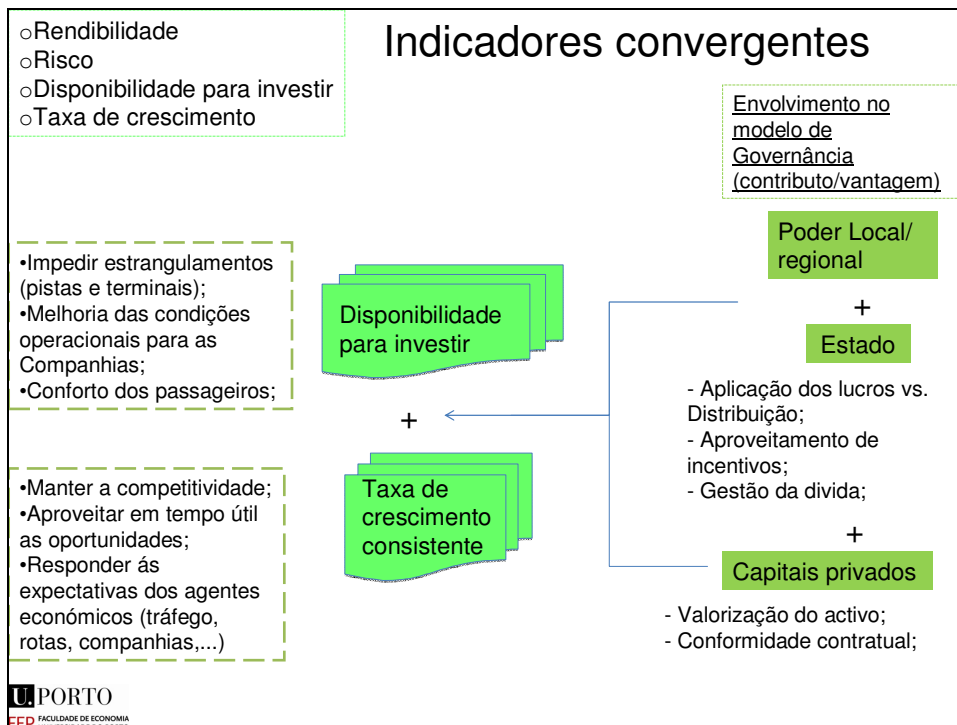 oRendibilidade
oRisco
oDisponibilidade para investir
oTaxa de crescimento
Indicadores convergentes
Envolvimento no
modelo de
Governância
(contributo/vantagem)
Poder Local/
regional
+
Estado
- Aplicação dos lucros vs.
Distribuição;
- Aproveitamento de
incentivos;
- Gestão da divida;
+
Capitais privados
- Valorização do activo;
- Conformidade contratual;
•Impedir estrangulamentos
(pistas e terminais);
•Melhoria das condições
operacionais para as
Companhias;
•Conforto dos passageiros;
Disponibilidade
para investir
+
•Manter a competitividade;
•Aproveitar em tempo útil
as oportunidades;
•Responder ás
expectativas dos agentes
económicos (tráfego,
rotas, companhias,...)
Taxa de
crescimento
consistente
U. PORTO
FEP FACULDADE DE ECONOMIA